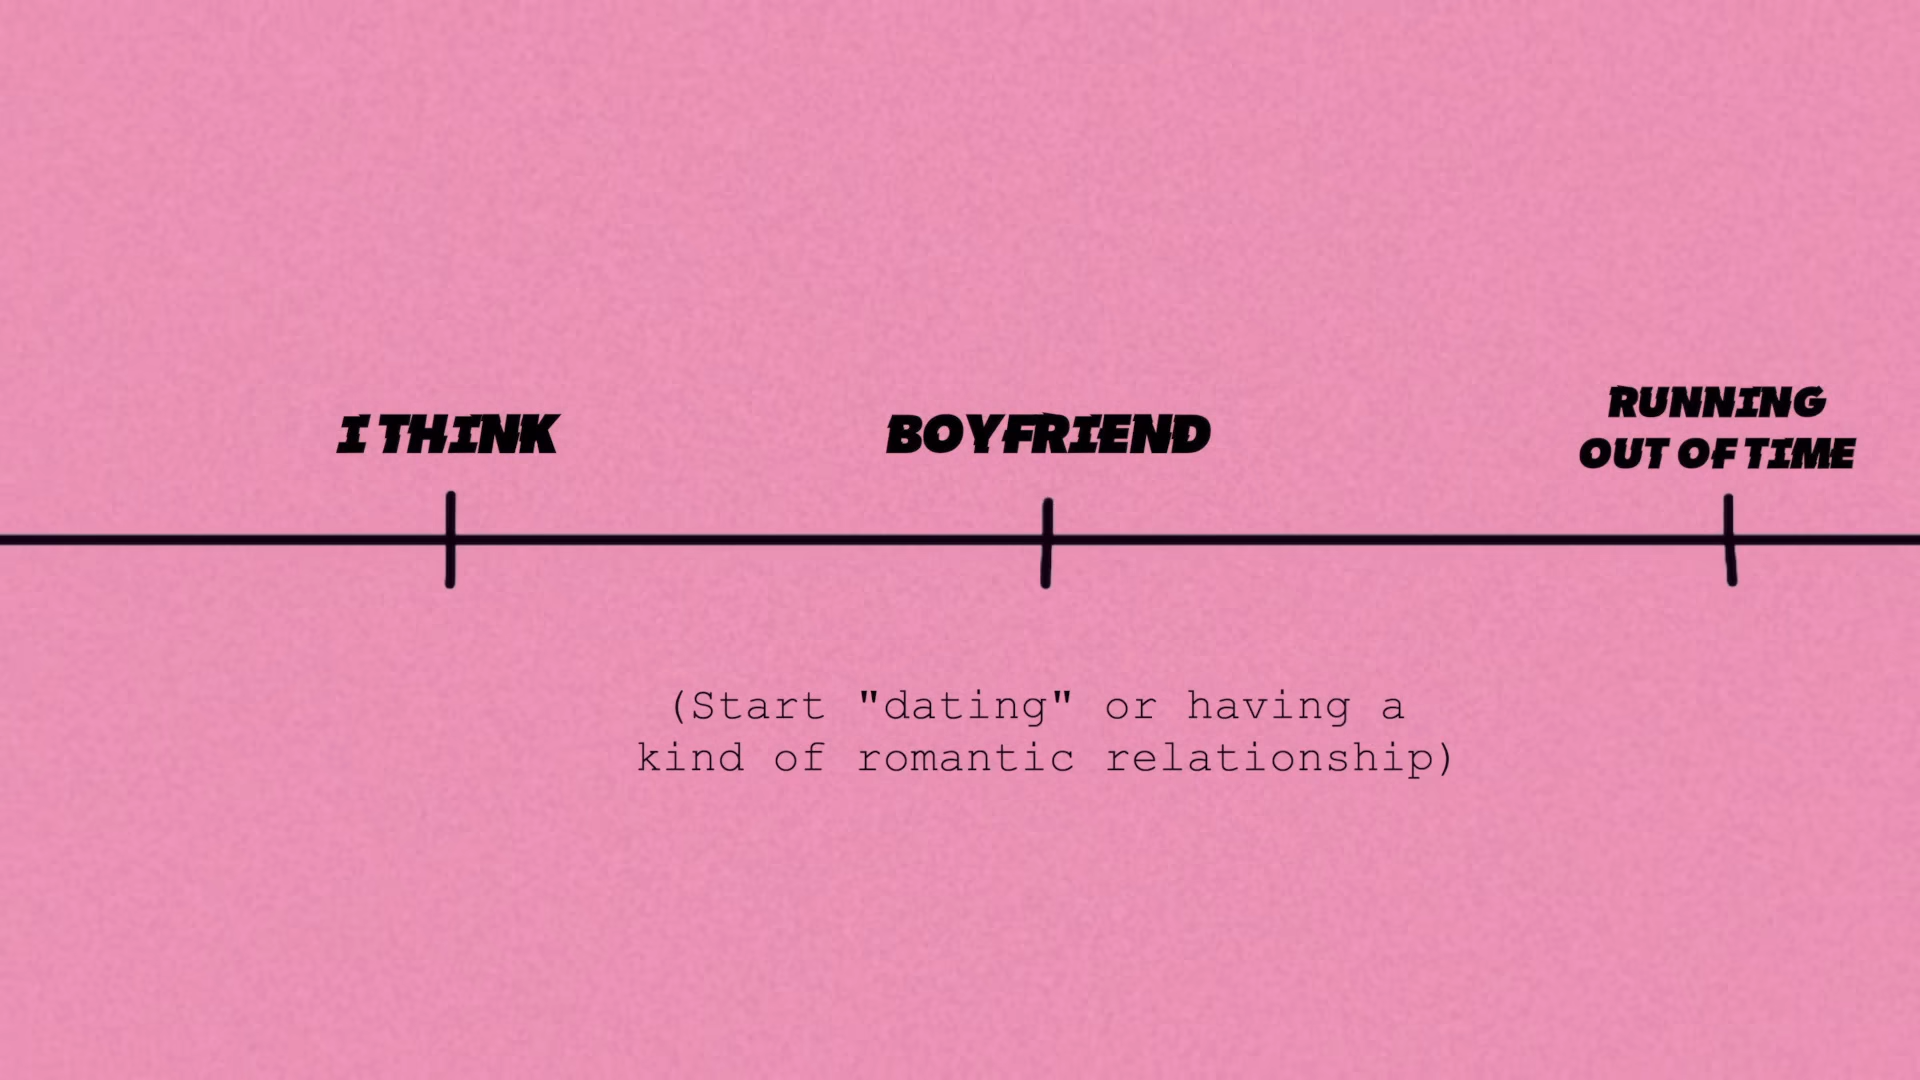 I THINK
BOYFRIEND
RUNNING
OUT OF TIME
(Start "dating" or having a
kind of romantic relationship)